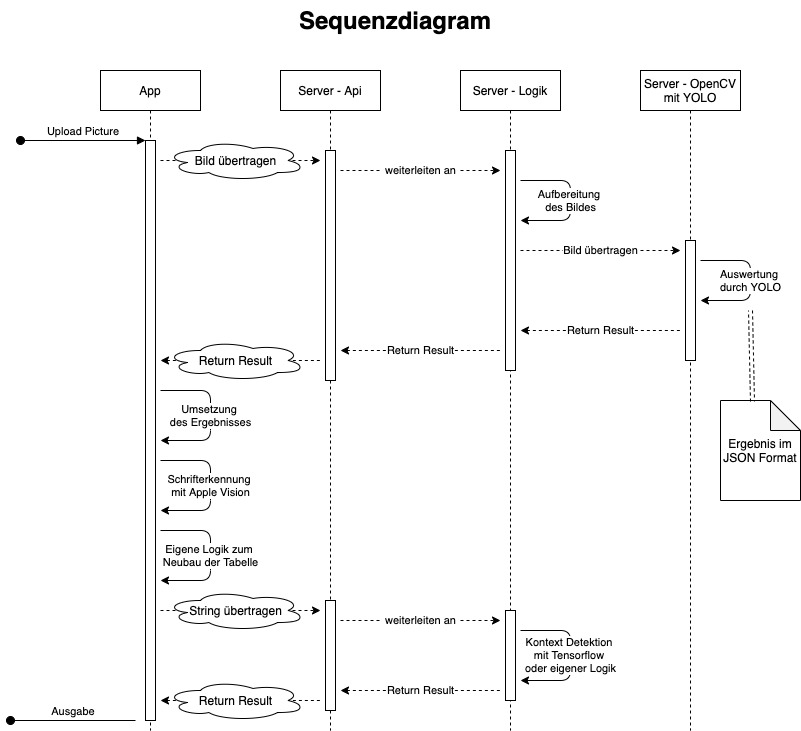 Sequenzdiagram
App
Server - Api
Server - Logik
Server - OpenCV
mit YOLO
Upload Picture
Bild übertragen
weiterleiten an
Aufbereitung
des Bildes
Bild übertragen
Auswertung
durch YOLO
Return Result
Return Result
Return Result
Umsetzung
des Ergebnisses
Ergebnis im
JSON Format
Schrifterkennung
mit Apple Vision
Eigene Logik zum
Neubau der Tabelle
String übertragen
weiterleiten an
Kontext Detektion
mit Tensorflow
oder eigener Logik
Return Result
Return Result
Ausgabe